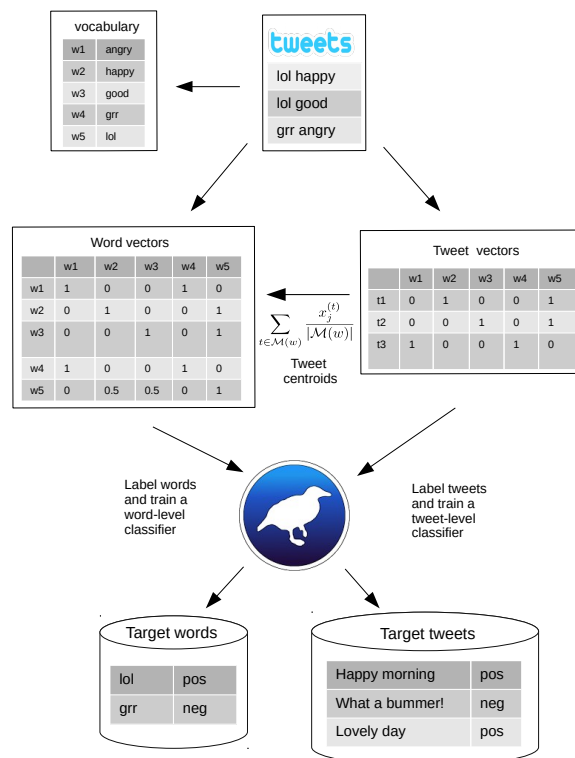 vocabulary
w1 angry
w2 happy
w3 good
w4 grr
w5 lol
tweets
lol happy
lol good
grr angry
Word vectors
w1 w2 w3 w4 w5
w1 1 0 0 1 0
w2 0 1 0 0 1
w3 0 0 1 0 1
w4 1 0 0 1 0
w5 0 0.5 0.5 0 1
∑_{t∈M(w)} x_j^{(t)} / |M(w)|
Tweet
centroids
Tweet vectors
w1 w2 w3 w4 w5
t1 0 1 0 0 1
t2 0 0 1 0 1
t3 1 0 0 1 0
Label words
and train a
word-level
classifier
Label tweets
and train a
tweet-level
classifier
Target words
lol pos
grr neg
Target tweets
Happy morning pos
What a bummer! neg
Lovely day pos